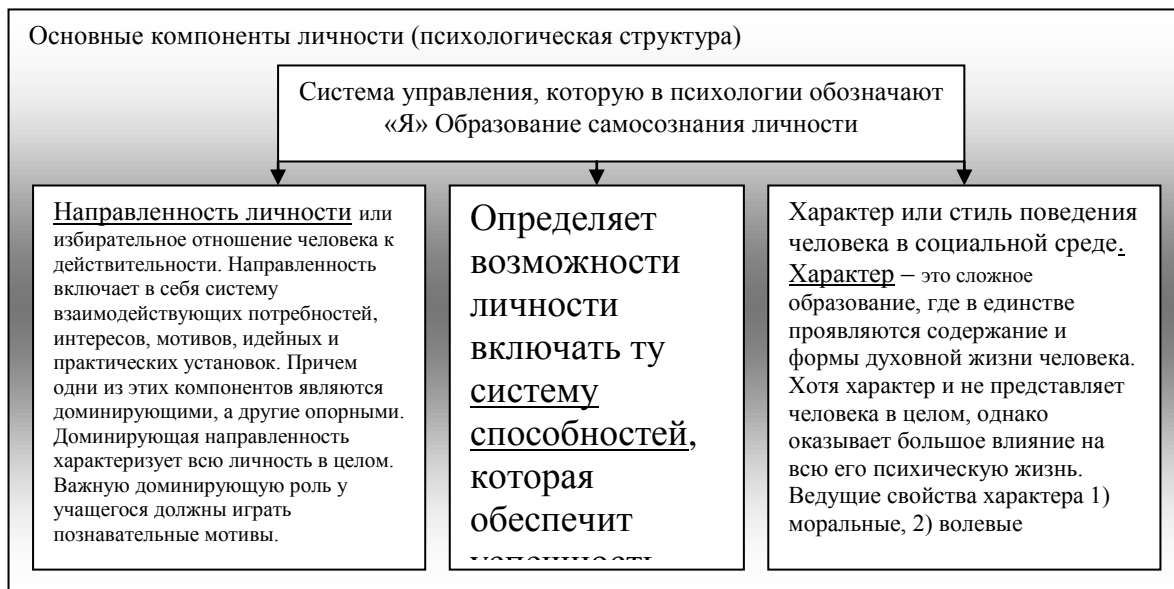 Основные компоненты личности (психологическая структура)
Система управления, которую в психологии обозначают
«Я» Образование самосознания личности
Направленность личности или
избирательное отношение человека к
действительности. Направленность
включает в себя систему
взаимодействующих потребностей,
интересов, мотивов, идейных и
практических установок. Причем
одни из этих компонентов являются
доминирующими, а другие опорными.
Доминирующая направленность
характеризует всю личность в целом.
Важную доминирующую роль у
учащегося должны играть
познавательные мотивы.
Определяет
возможности
личности
включать ту
систему
способностей,
которая
обеспечит
успешность
Характер или стиль поведения
человека в социальной среде.
Характер – это сложное
образование, где в единстве
проявляются содержание и
формы духовной жизни человека.
Хотя характер и не представляет
человека в целом, однако
оказывает большое влияние на
всю его психическую жизнь.
Ведущие свойства характера 1)
моральные, 2) волевые